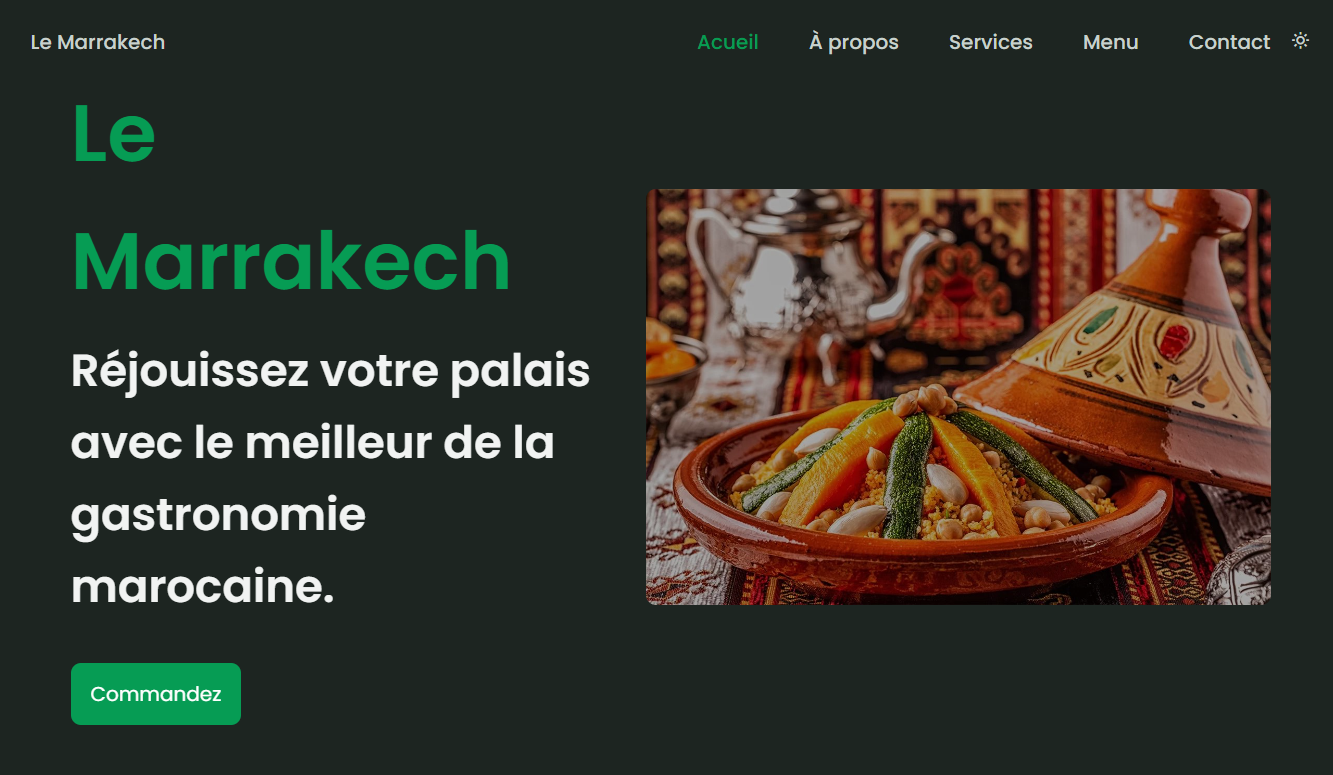 Le Marrakech
Acueil À propos Services Menu Contact
Le
Marrakech
Réjouissez votre palais
avec le meilleur de la
gastronomie
marocaine.
Commandez